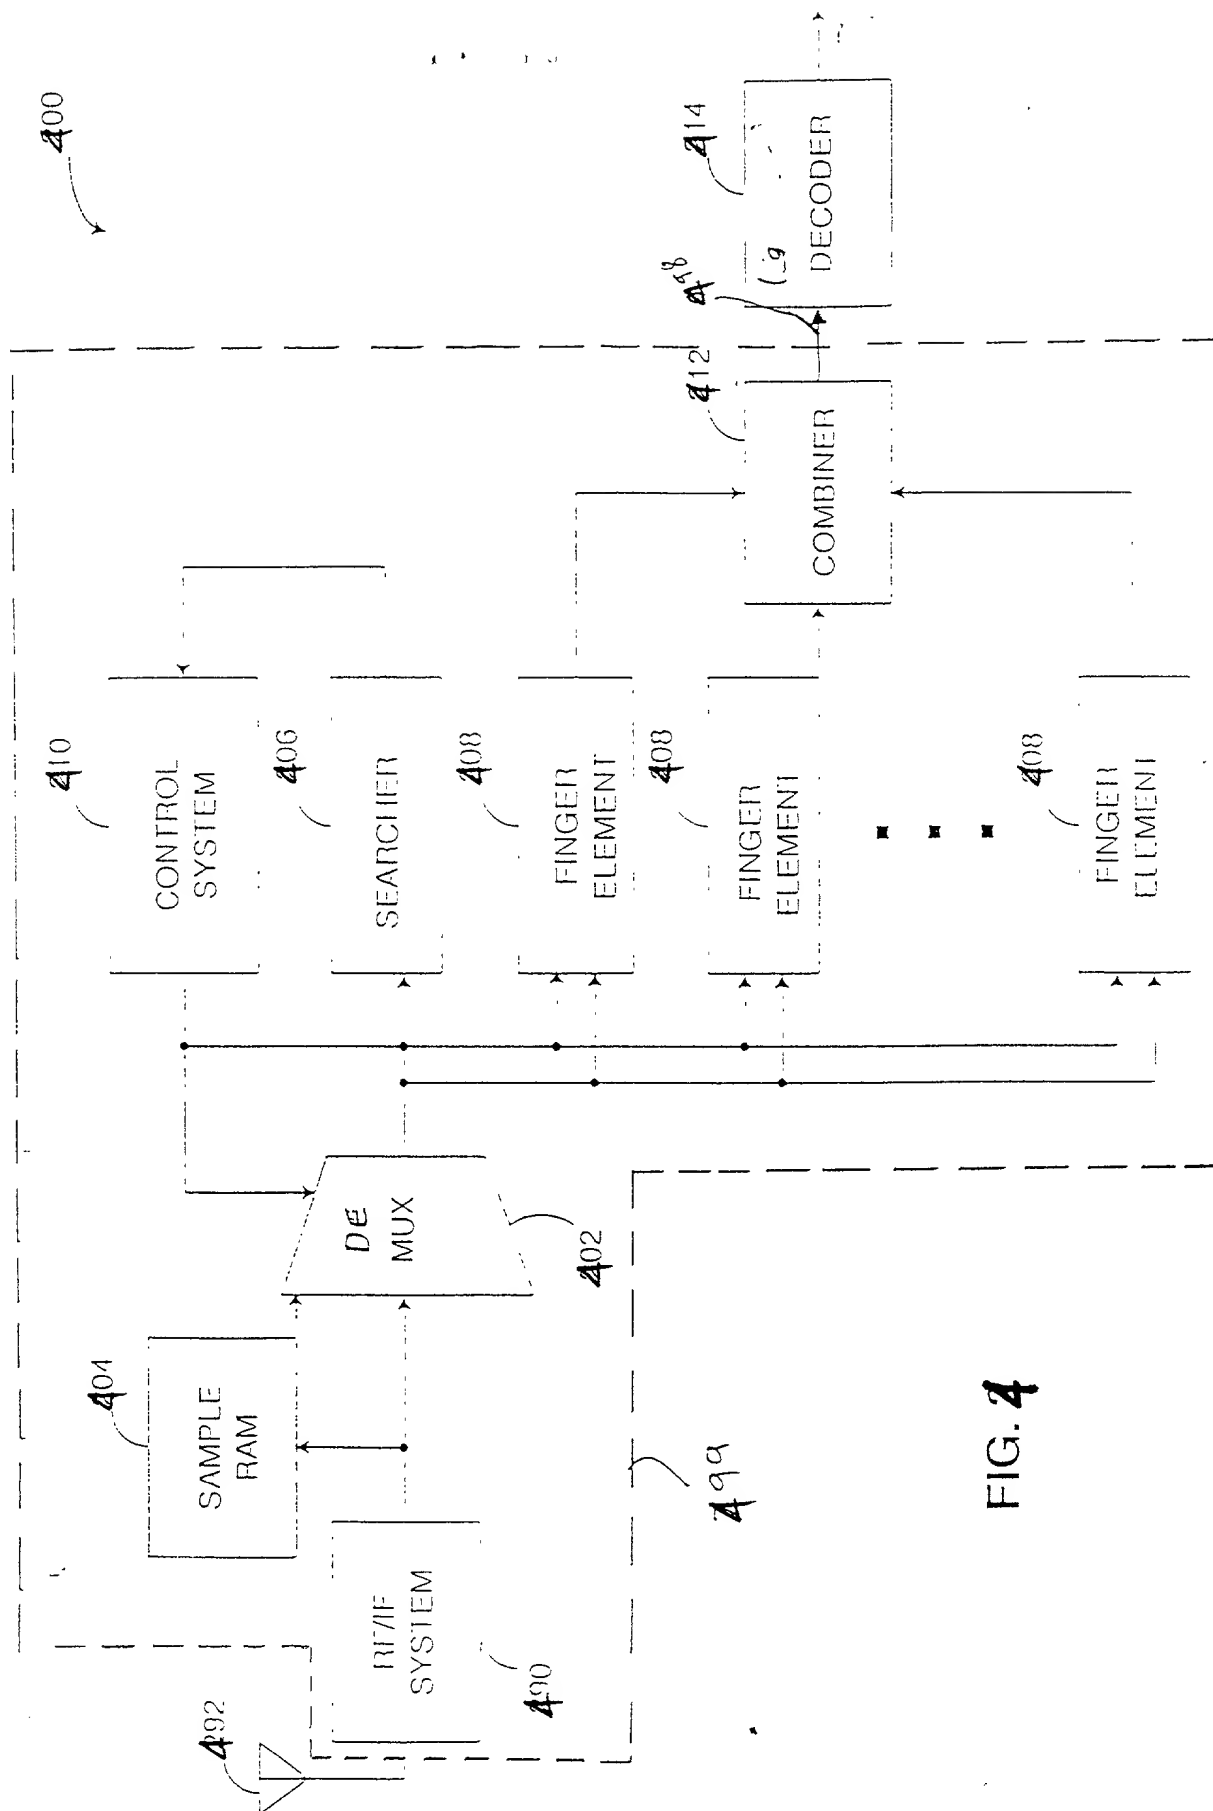 400
492
RF/IF
SYSTEM
490
SAMPLE
RAM
404
DE
MUX
402
499
CONTROL
SYSTEM
410
SEARCHER
406
FINGER
ELEMENT
408
FINGER
ELEMENT
408
FINGER
ELEMENT
408
COMBINER
412
498
DECODER
414
FIG. 4